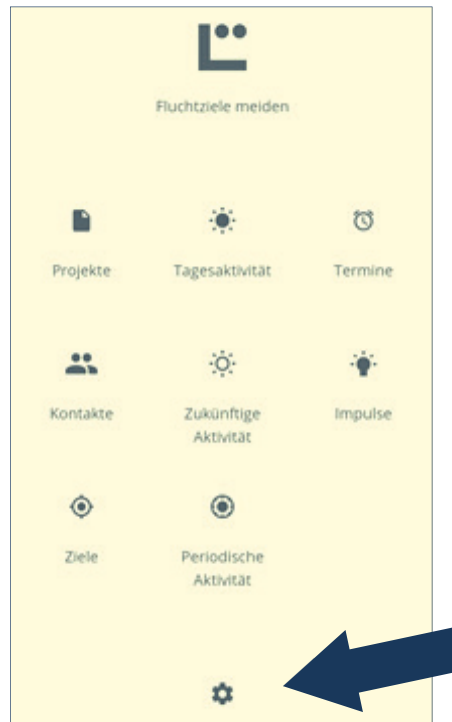 Fluchtziele meiden
Projekte
Tagesaktivität
Termine
Kontakte
Zukünftige
Aktivität
Impulse
Ziele
Periodische
Aktivität